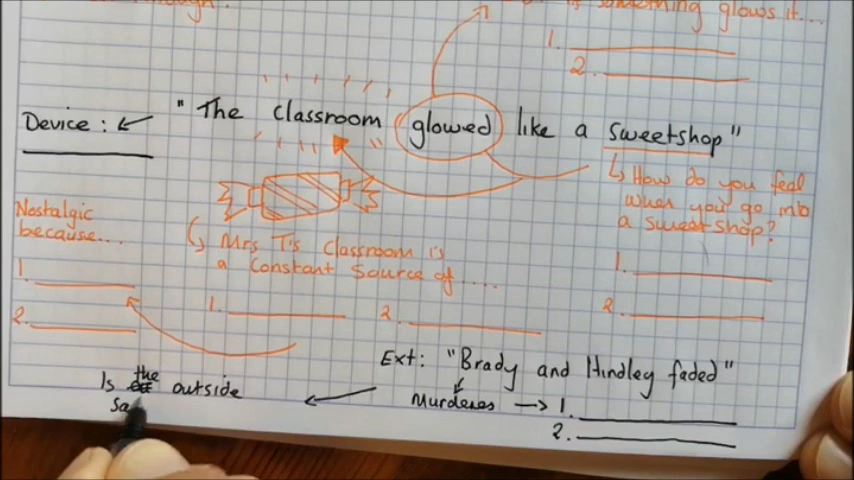 something glows it...
1.
2.
"The classroom glowed like a sweetshop"
Device:
How do you feel
when you go into
a sweetshop?
1.
2.
Nostalgic
because...
1.
2.
Mrs T's Classroom is
a Constant Source of....
1.
2.
Ext: "Brady and Hindley faded"
Murderers → 1.
2.
Is the outside
sa